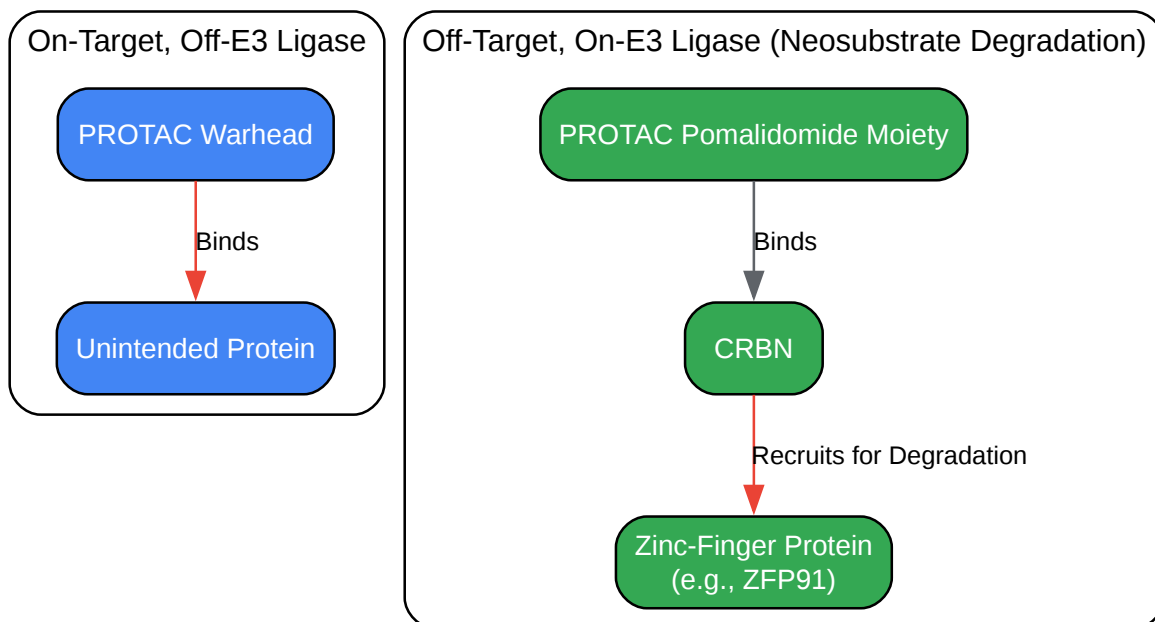 On-Target, Off-E3 Ligase
PROTAC Warhead
Binds
Unintended Protein
Off-Target, On-E3 Ligase (Neosubstrate Degradation)
PROTAC Pomalidomide Moiety
Binds
CRBN
Recruits for Degradation
Zinc-Finger Protein
(e.g., ZFP91)